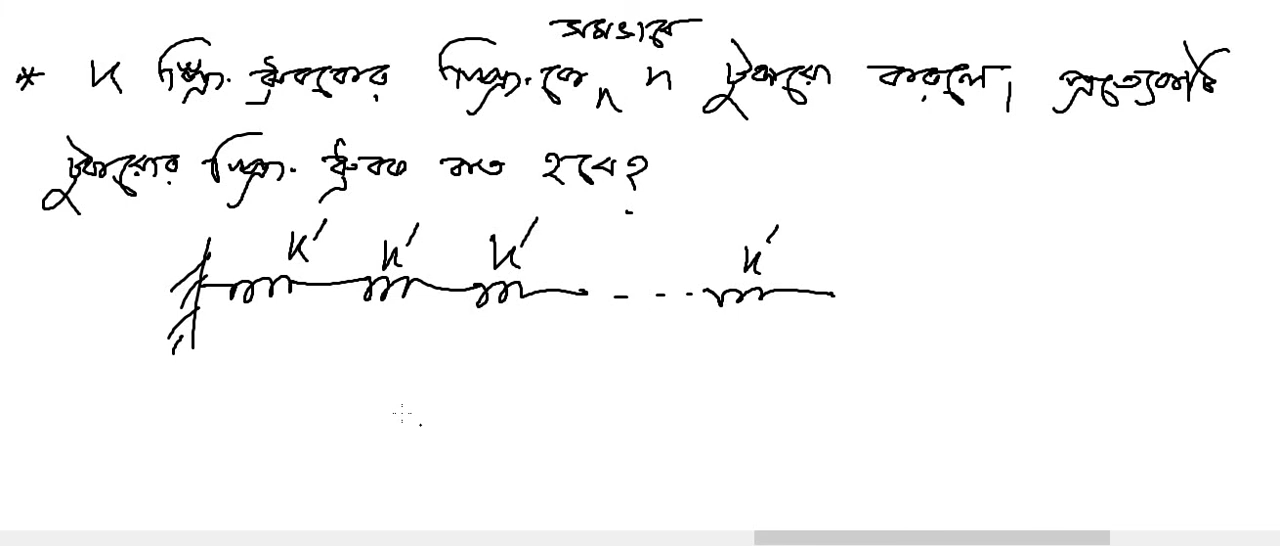 সমভাবে
* K স্প্রিং ধ্রুবকের স্প্রিং.কে n টুকরো করলে, প্রত্যেকটি
টুকরোর স্প্রিং. ধ্রুবক কত হবে?
K' K' K' K'